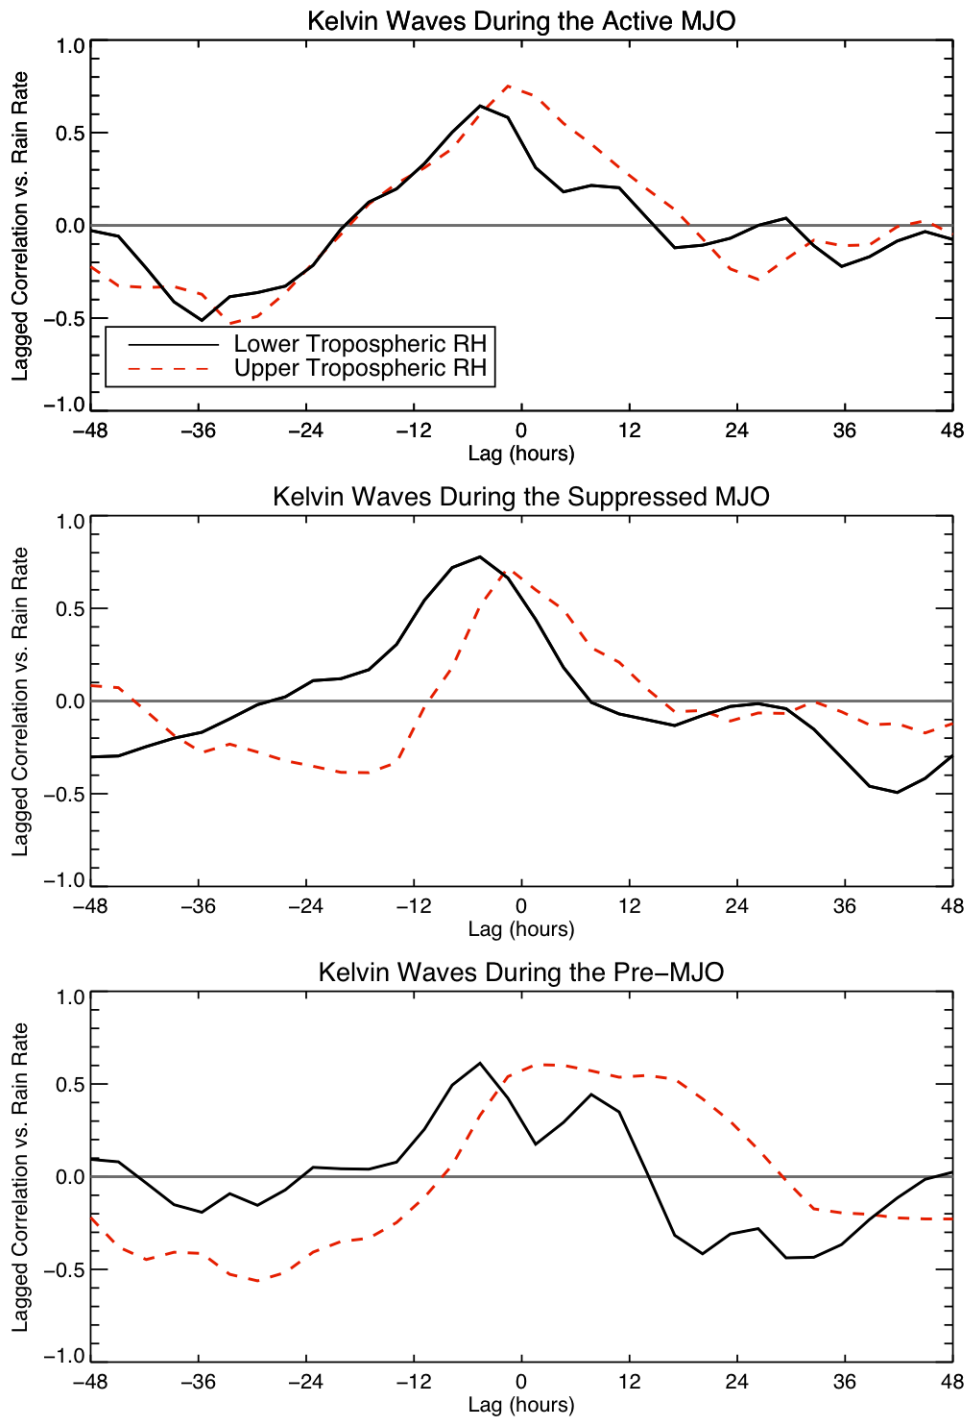 Kelvin Waves During the Active MJO
Lagged Correlation vs. Rain Rate
1.0
0.5
0.0
−0.5
−1.0
Lower Tropospheric RH
Upper Tropospheric RH
−48 −36 −24 −12 0 12 24 36 48
Lag (hours)
Kelvin Waves During the Suppressed MJO
Lagged Correlation vs. Rain Rate
1.0
0.5
0.0
−0.5
−1.0
−48 −36 −24 −12 0 12 24 36 48
Lag (hours)
Kelvin Waves During the Pre−MJO
Lagged Correlation vs. Rain Rate
1.0
0.5
0.0
−0.5
−1.0
−48 −36 −24 −12 0 12 24 36 48
Lag (hours)